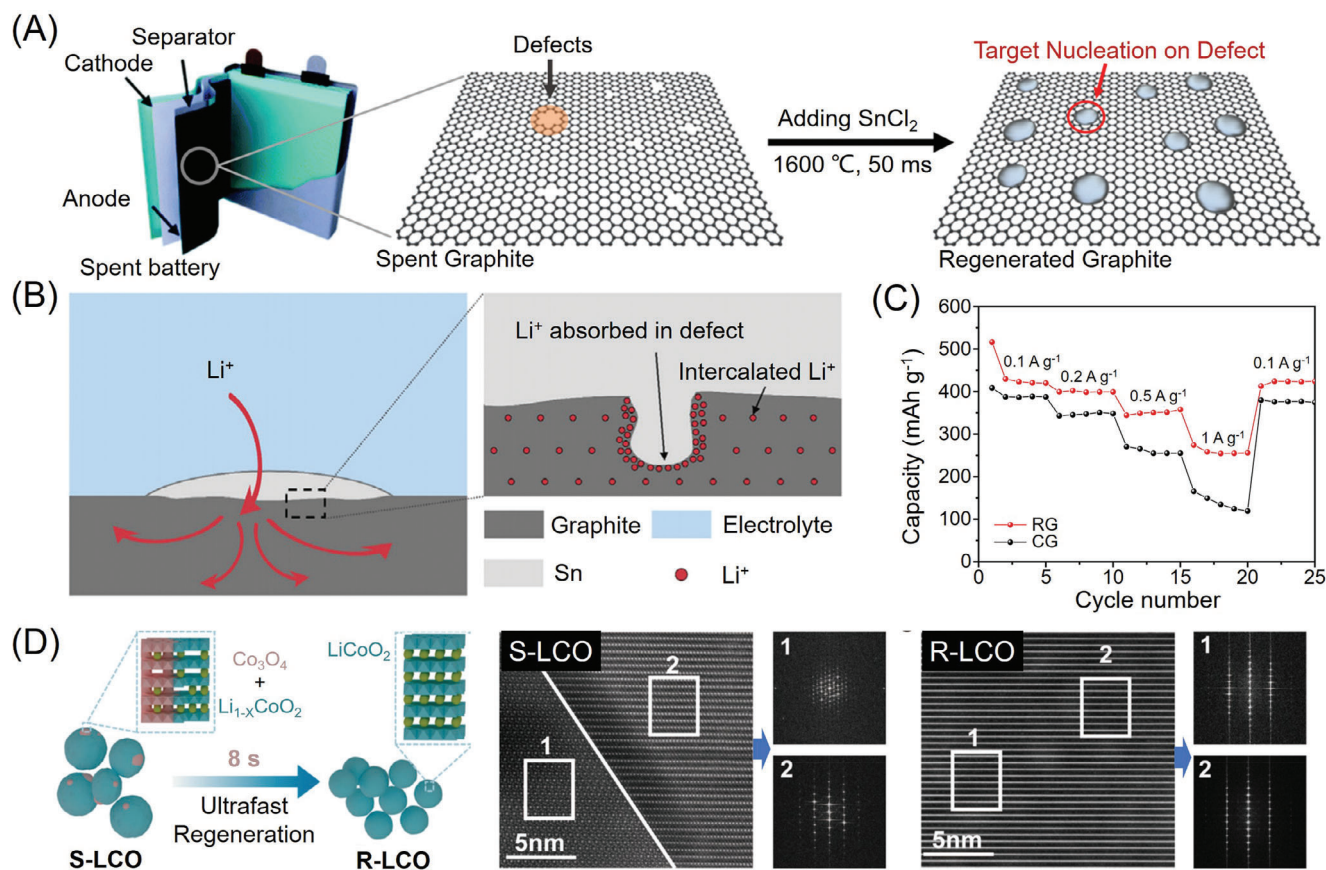 (A)
Separator
Cathode
Anode
Spent battery
Defects
Spent Graphite
Adding SnCl₂
1600 ℃, 50 ms
Target Nucleation on Defect
Regenerated Graphite
(B)
Li⁺
Li⁺ absorbed in defect
Intercalated Li⁺
Graphite
Electrolyte
Sn
Li⁺
(C)
Capacity (mAh g⁻¹)
600
500
400
300
200
100
0
0.1 A g⁻¹
0.2 A g⁻¹
0.5 A g⁻¹
1 A g⁻¹
0.1 A g⁻¹
RG
CG
0 5 10 15 20 25
Cycle number
(D)
Co₃O₄
+
Li₁₋ₓCoO₂
LiCoO₂
8 s
Ultrafast
Regeneration
S-LCO
R-LCO
S-LCO
2
1
5nm
1
2
R-LCO
2
1
5nm
1
2